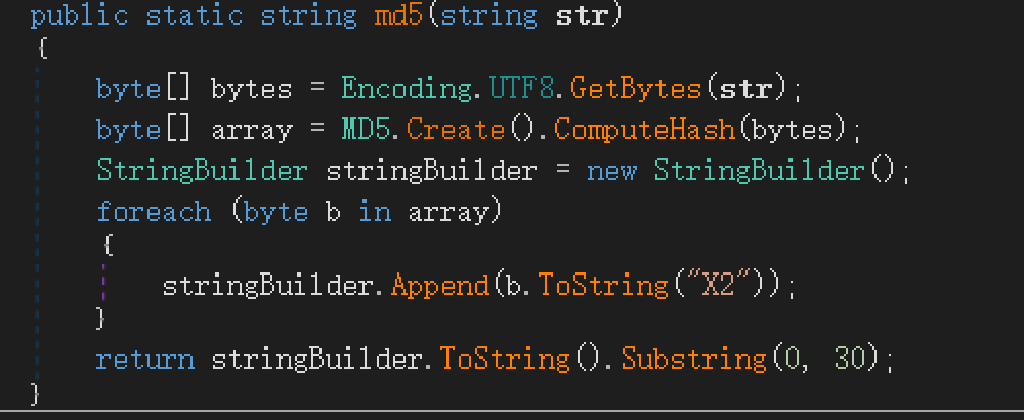 public static string md5(string str)
{
byte[] bytes = Encoding.UTF8.GetBytes(str);
byte[] array = MD5.Create().ComputeHash(bytes);
StringBuilder stringBuilder = new StringBuilder();
foreach (byte b in array)
{
stringBuilder.Append(b.ToString("X2"));
}
return stringBuilder.ToString().Substring(0, 30);
}